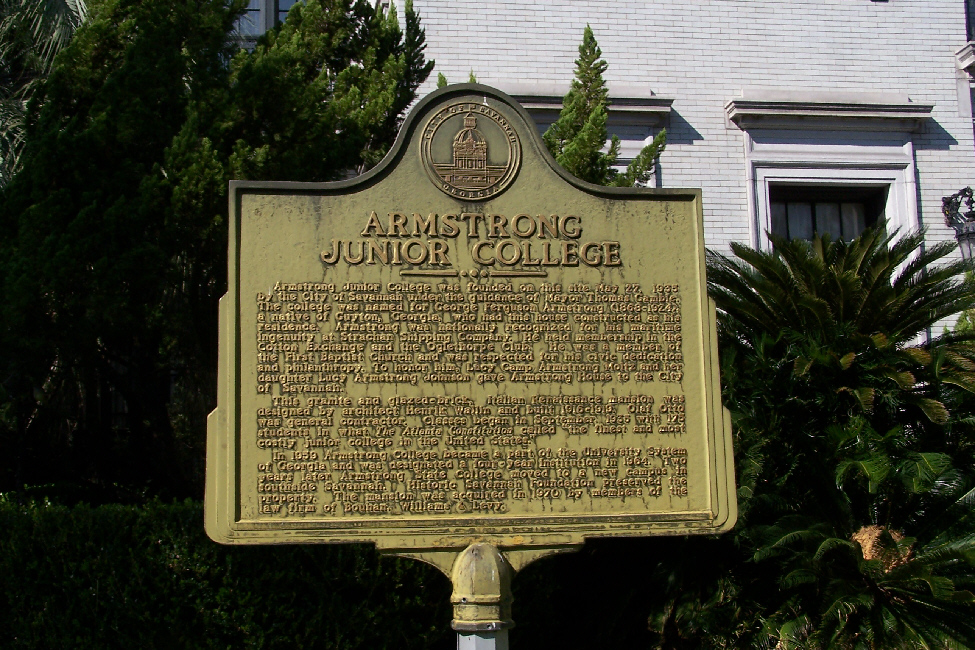 CITY OF SAVANNAH
GEORGIA
ARMSTRONG
JUNIOR COLLEGE
Armstrong Junior College was founded on this site May 27, 1935
by the City of Savannah under the guidance of Mayor Thomas Gamble.
The college was named for George Ferguson Armstrong (1868-1924),
a native of Guyton, Georgia, who had this house constructed as his
residence. Armstrong was nationally recognized for his maritime
ingenuity at Strachan Shipping Company. He held membership in the
Cotton Exchange and the Oglethorpe Club. He was a member of
the First Baptist Church and was respected for his civic dedication
and philanthropy. To honor him, Lucy Camp Armstrong Moltz and his
daughter Lucy Armstrong Johnson gave Armstrong House to the City
of Savannah.
This granite and glazed-brick, Italian Renaissance mansion was
designed by architect Henrik Wallin and built 1916-1919. Olaf Otto
was general contractor. Classes began in September, 1935 with 168
students in what The Atlanta Constitution called "the finest and most
costly junior college in the United States."
In 1959 Armstrong College became a part of the University System
of Georgia and was designated a four-year institution in 1964. Two
years later, Armstrong State College moved to a new campus in
southside Savannah. Historic Savannah Foundation preserved the
property. The mansion was acquired in 1970 by members of the
law firm of Bouhan, Williams & Levy.